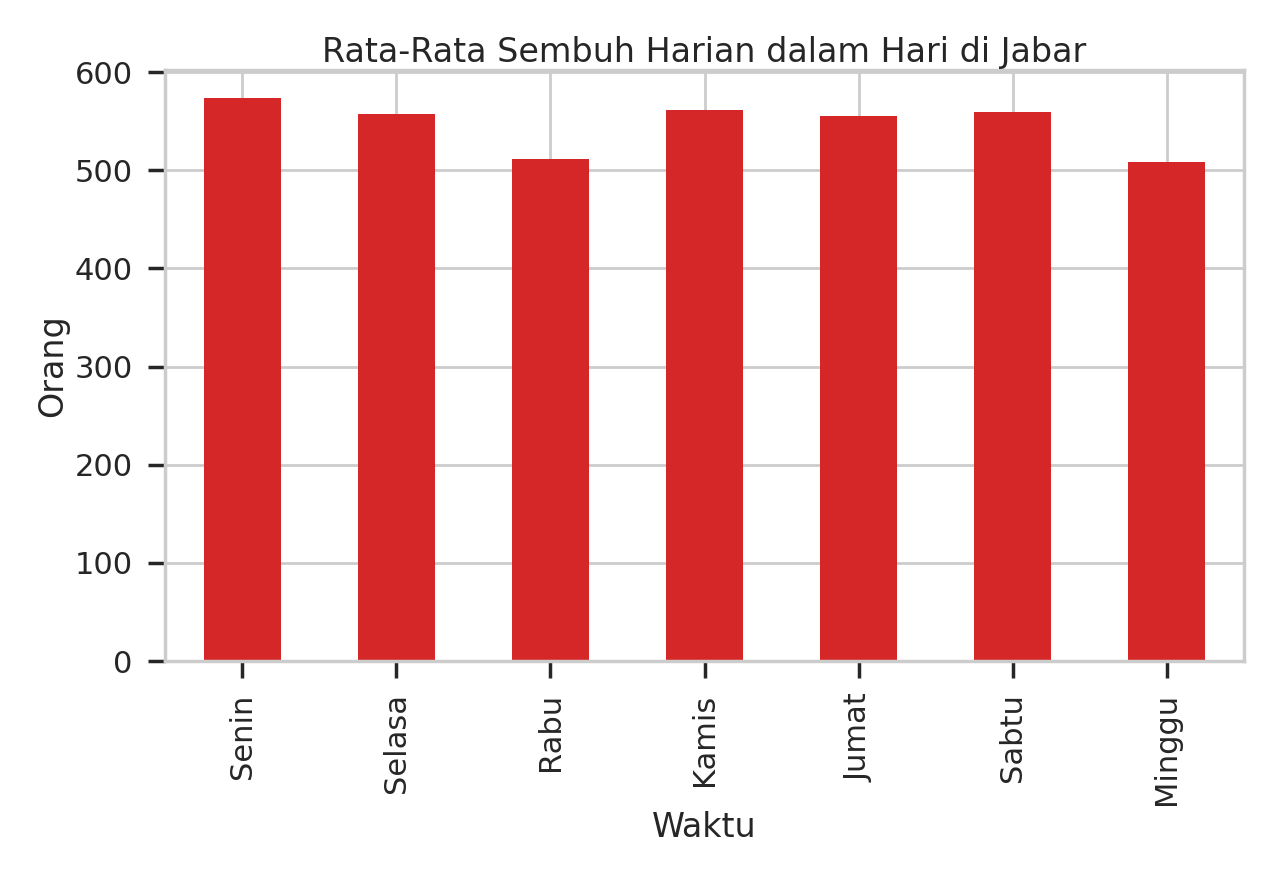 Rata-Rata Sembuh Harian dalam Hari di Jabar
Orang
600
500
400
300
200
100
0
Senin
Selasa
Rabu
Kamis
Jumat
Sabtu
Minggu
Waktu